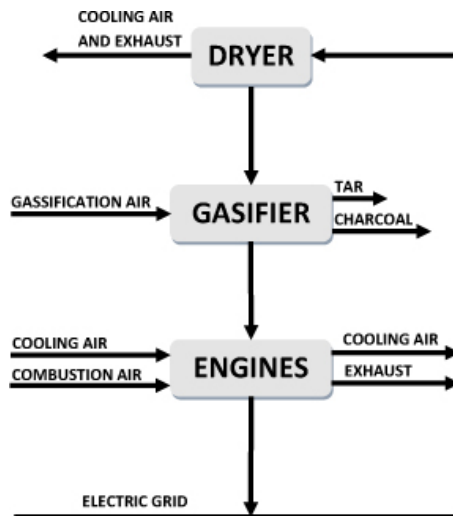 COOLING AIR
AND EXHAUST
DRYER
GASSIFICATION AIR
GASIFIER
TAR
CHARCOAL
COOLING AIR
COMBUSTION AIR
ENGINES
COOLING AIR
EXHAUST
ELECTRIC GRID